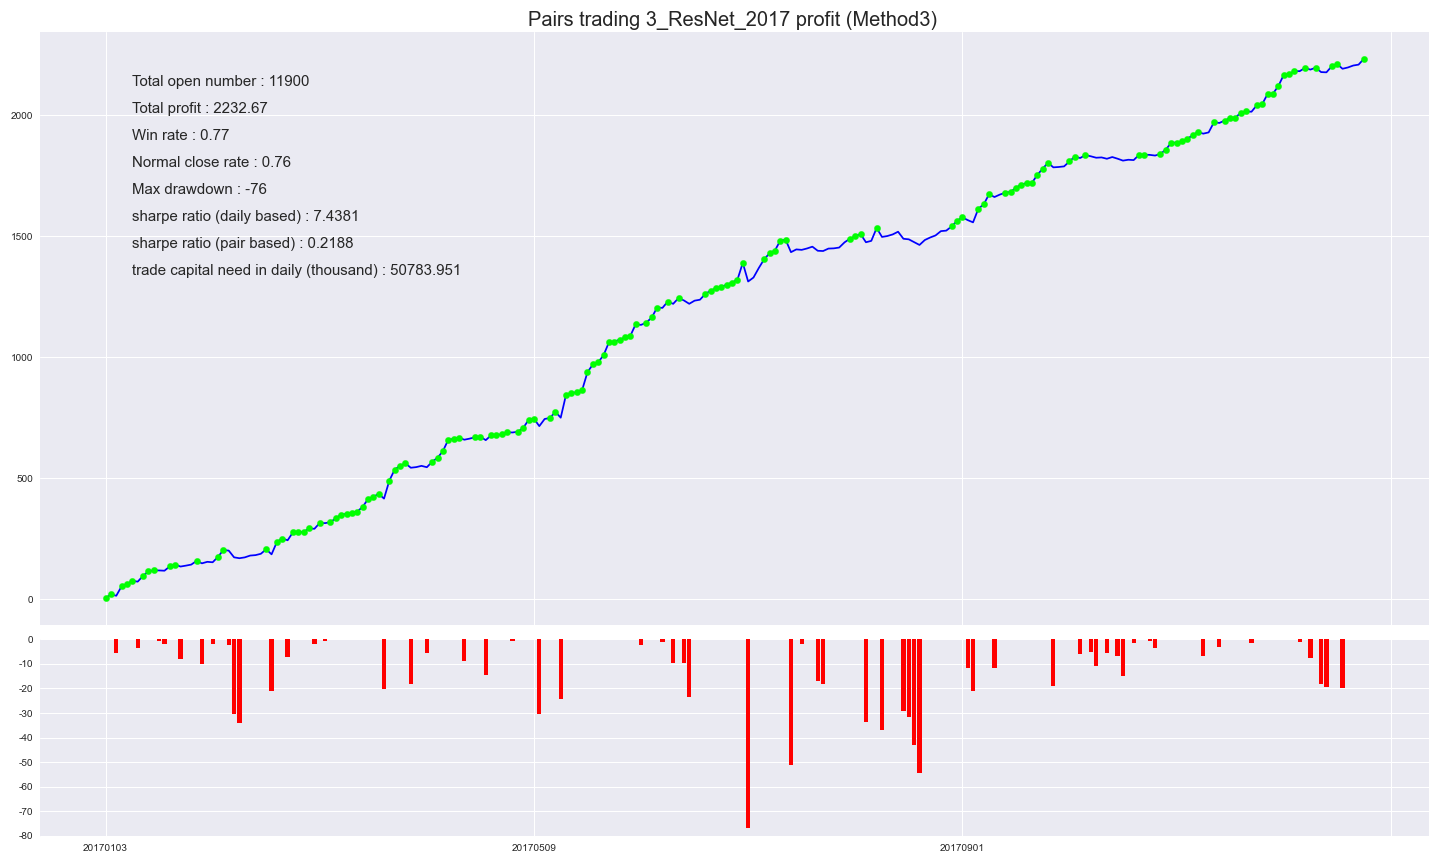 Pairs trading 3_ResNet_2017 profit (Method3)
Total open number : 11900
Total profit : 2232.67
Win rate : 0.77
Normal close rate : 0.76
Max drawdown : -76
sharpe ratio (daily based) : 7.4381
sharpe ratio (pair based) : 0.2188
trade capital need in daily (thousand) : 50783.951
2000
1500
1000
500
0
0
-10
-20
-30
-40
-50
-60
-70
-80
20170103
20170509
20170901